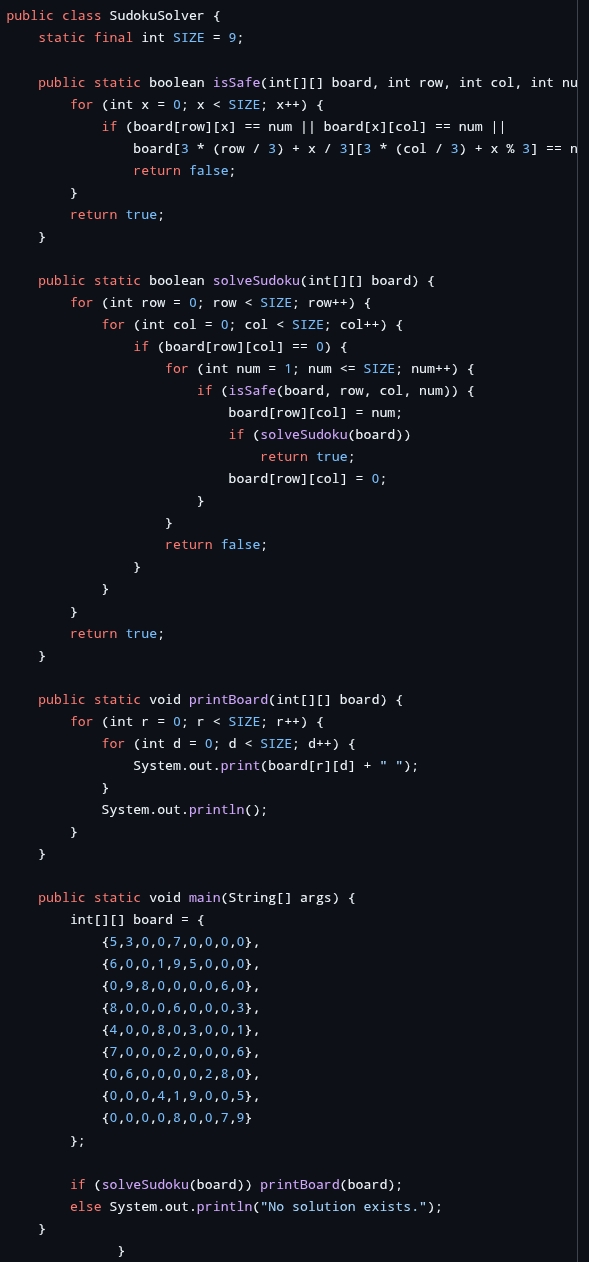 public class SudokuSolver {
    static final int SIZE = 9;

    public static boolean isSafe(int[][] board, int row, int col, int nu
        for (int x = 0; x < SIZE; x++) {
            if (board[row][x] == num || board[x][col] == num ||
                board[3 * (row / 3) + x / 3][3 * (col / 3) + x % 3] == n
                return false;
        }
        return true;
    }

    public static boolean solveSudoku(int[][] board) {
        for (int row = 0; row < SIZE; row++) {
            for (int col = 0; col < SIZE; col++) {
                if (board[row][col] == 0) {
                    for (int num = 1; num <= SIZE; num++) {
                        if (isSafe(board, row, col, num)) {
                            board[row][col] = num;
                            if (solveSudoku(board))
                                return true;
                            board[row][col] = 0;
                        }
                    }
                    return false;
                }
            }
        }
        return true;
    }

    public static void printBoard(int[][] board) {
        for (int r = 0; r < SIZE; r++) {
            for (int d = 0; d < SIZE; d++) {
                System.out.print(board[r][d] + " ");
            }
            System.out.println();
        }
    }

    public static void main(String[] args) {
        int[][] board = {
            {5,3,0,0,7,0,0,0,0},
            {6,0,0,1,9,5,0,0,0},
            {0,9,8,0,0,0,0,6,0},
            {8,0,0,0,6,0,0,0,3},
            {4,0,0,8,0,3,0,0,1},
            {7,0,0,0,2,0,0,0,6},
            {0,6,0,0,0,0,2,8,0},
            {0,0,0,4,1,9,0,0,5},
            {0,0,0,0,8,0,0,7,9}
        };

        if (solveSudoku(board)) printBoard(board);
        else System.out.println("No solution exists.");
    }
              }